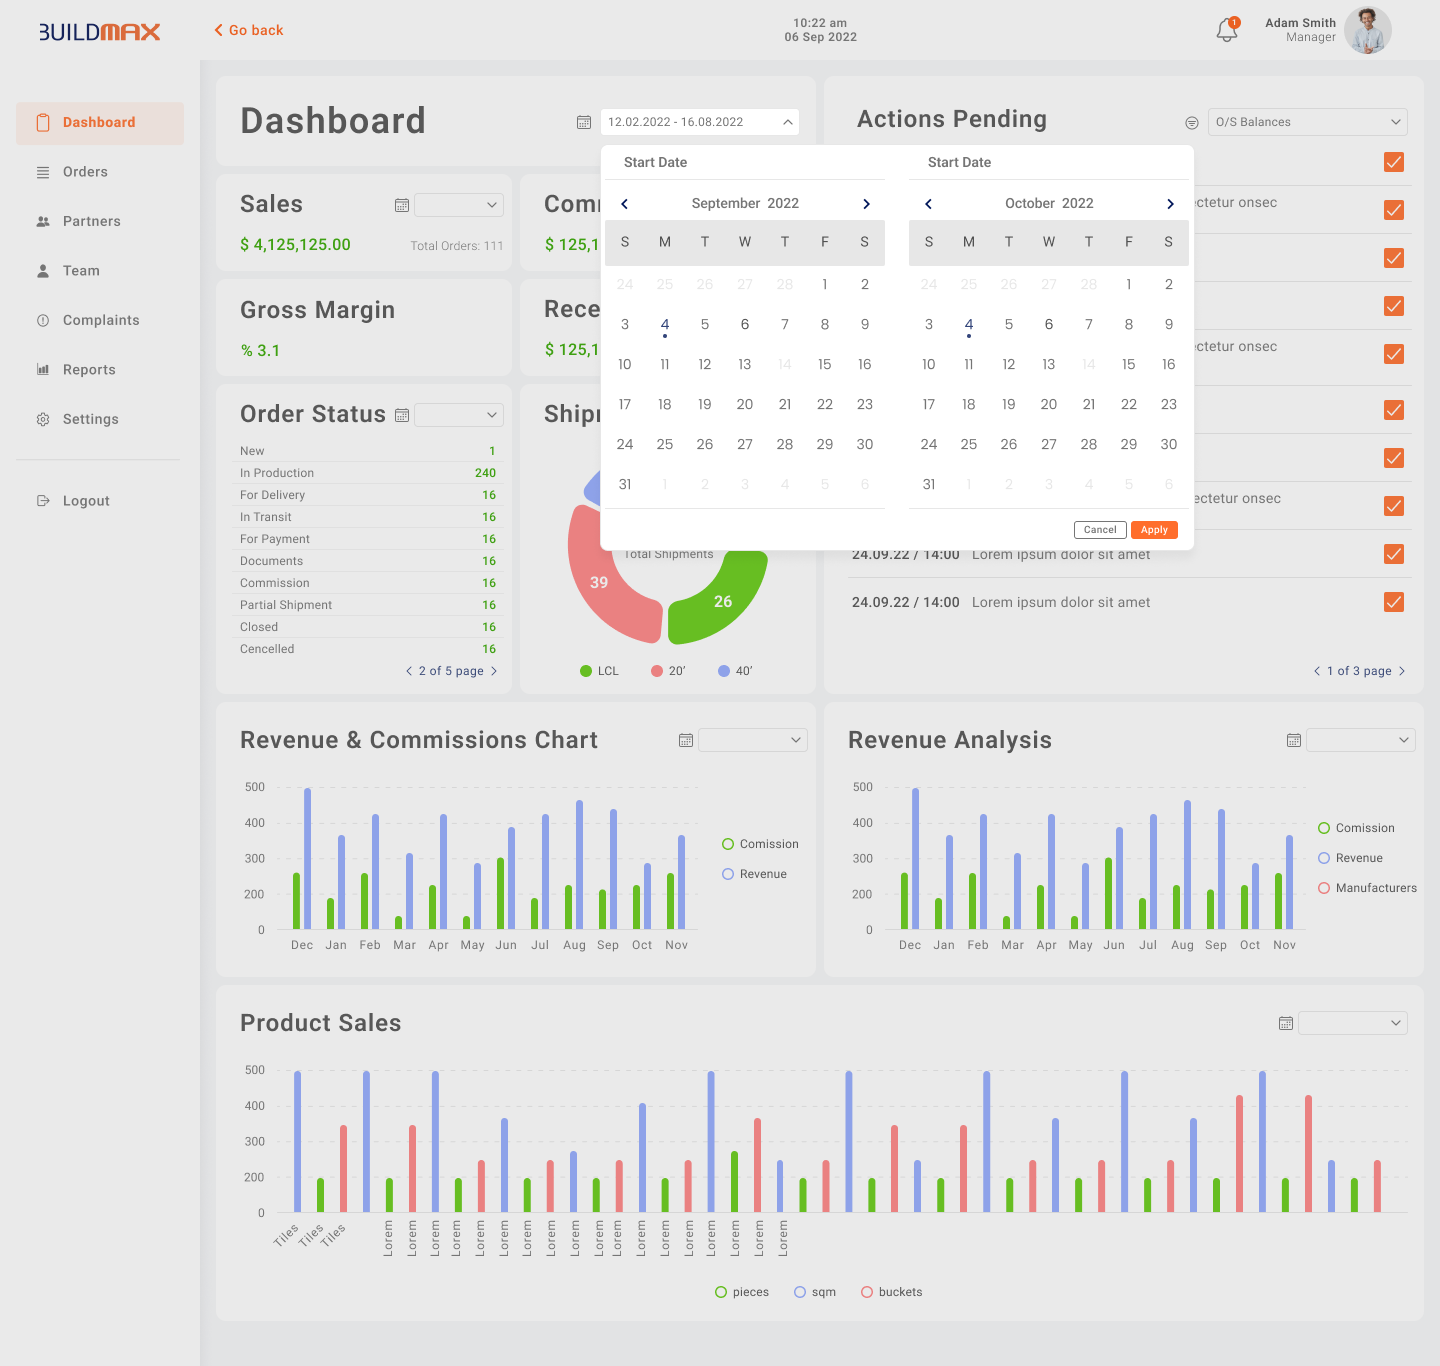 BUILDMAX
Go back
10:22 am
06 Sep 2022
1
Adam Smith
Manager
Dashboard
Orders
Partners
Team
Complaints
Reports
Settings
Logout
Dashboard
12.02.2022 - 16.08.2022
Actions Pending
O/S Balances
Start Date
Start Date
September 2022
October 2022
S M T W T F S
S M T W T F S
24 25 26 27 28 1 2
24 25 26 27 28 1 2
3 4 5 6 7 8 9
3 4 5 6 7 8 9
10 11 12 13 14 15 16
10 11 12 13 14 15 16
17 18 19 20 21 22 23
17 18 19 20 21 22 23
24 25 26 27 28 29 30
24 25 26 27 28 29 30
31 1 2 3 4 5 6
31 1 2 3 4 5 6
Cancel
Apply
Sales
$ 4,125,125.00
Total Orders: 111
$ 125,1
Gross Margin
% 3.1
$ 125,1
Order Status
New 1
In Production 240
For Delivery 16
In Transit 16
For Payment 16
Documents 16
Commission 16
Partial Shipment 16
Closed 16
Cencelled 16
2 of 5 page
Total Shipments
39
26
LCL
20'
40'
onsec
onsec
onsec
24.09.22 / 14:00 Lorem ipsum dolor sit amet
24.09.22 / 14:00 Lorem ipsum dolor sit amet
1 of 3 page
Revenue & Commissions Chart
500
400
300
200
0
Dec Jan Feb Mar Apr May Jun Jul Aug Sep Oct Nov
Comission
Revenue
Revenue Analysis
500
400
300
200
0
Dec Jan Feb Mar Apr May Jun Jul Aug Sep Oct Nov
Comission
Revenue
Manufacturers
Product Sales
500
400
300
200
0
Tiles Tiles Tiles Lorem Lorem Lorem Lorem Lorem Lorem Lorem Lorem Lorem Lorem Lorem Lorem Lorem Lorem Lorem Lorem Lorem Lorem
pieces
sqm
buckets